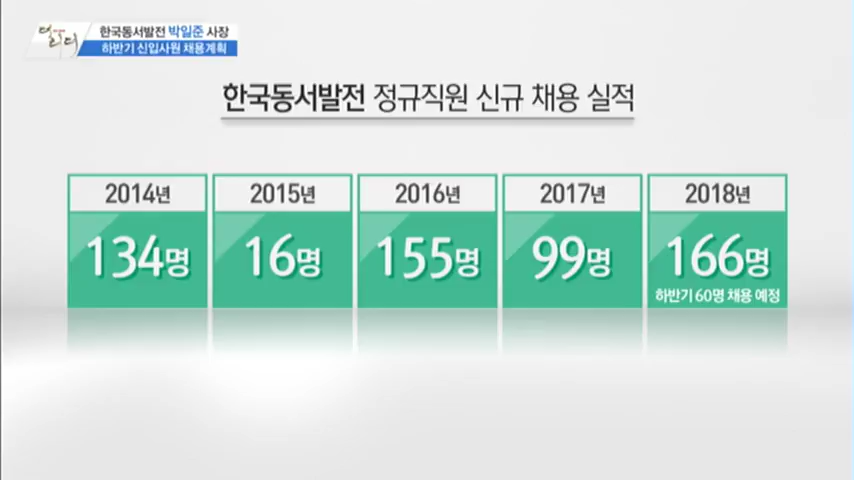 더 리더
한국동서발전 박일준 사장
하반기 신입사원 채용계획
한국동서발전 정규직원 신규 채용 실적
2014년 2015년 2016년 2017년 2018년
134명 16명 155명 99명 166명
하반기 60명 채용 예정